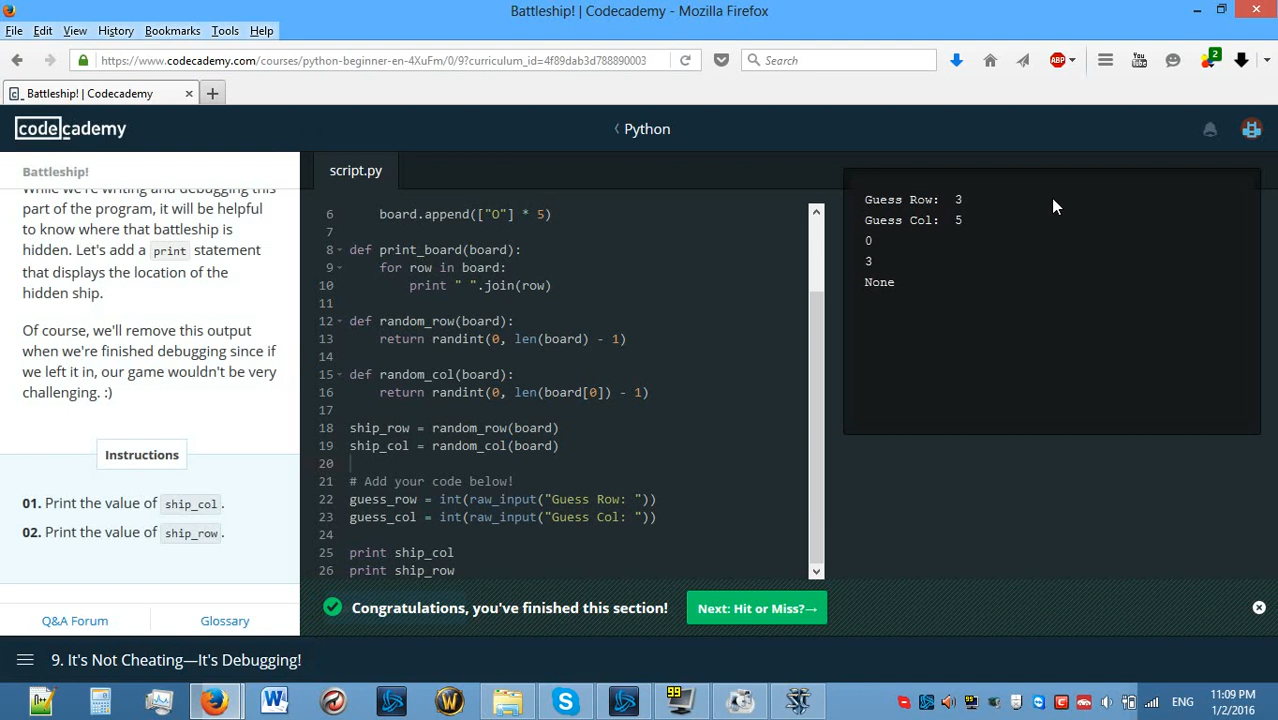 Battleship! | Codecademy - Mozilla Firefox
File Edit View History Bookmarks Tools Help
https://www.codecademy.com/courses/python-beginner-en-4XuFm/0/9?curriculum_id=4f89dab3d788890003
Search
ABP
You Tube
2
Battleship! | Codecademy
codecademy
Python
Battleship!
script.py
While we're writing and debugging this
part of the program, it will be helpful
to know where that battleship is
hidden. Let's add a print statement
that displays the location of the
hidden ship.
Of course, we'll remove this output
when we're finished debugging since if
we left it in, our game wouldn't be very
challenging. :)
Instructions
01. Print the value of ship_col.
02. Print the value of ship_row.
Q&A Forum
Glossary
6 board.append(["O"] * 5)
7
8 def print_board(board):
9 for row in board:
10 print " ".join(row)
11
12 def random_row(board):
13 return randint(0, len(board) - 1)
14
15 def random_col(board):
16 return randint(0, len(board[0]) - 1)
17
18 ship_row = random_row(board)
19 ship_col = random_col(board)
20
21 # Add your code below!
22 guess_row = int(raw_input("Guess Row: "))
23 guess_col = int(raw_input("Guess Col: "))
24
25 print ship_col
26 print ship_row
Guess Row: 3
Guess Col: 5
0
3
None
Congratulations, you've finished this section!
Next: Hit or Miss?→
9. It's Not Cheating—It's Debugging!
99
ENG
11:09 PM
1/2/2016